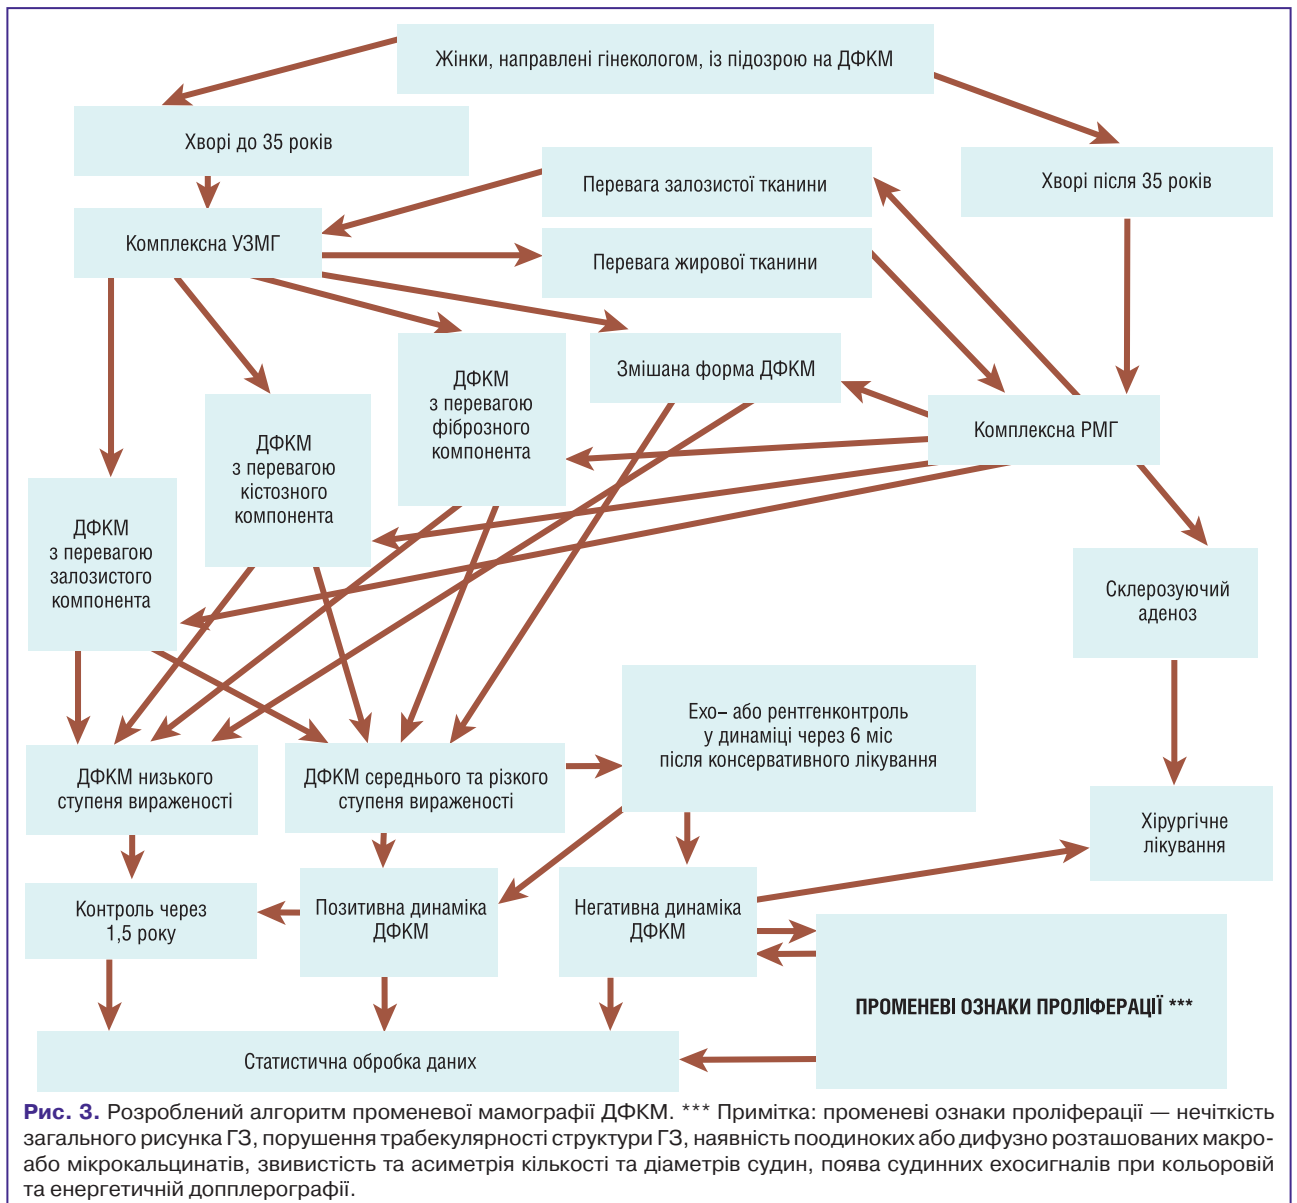 Жінки, направлені гінекологом, із підозрою на ДФКМ
Хворі до 35 років
Перевага залозистої тканини
Хворі після 35 років
Комплексна УЗМГ
Перевага жирової тканини
ДФКМ
з перевагою
фіброзного
компонента
Змішана форма ДФКМ
ДФКМ
з перевагою
кістозного
компонента
Комплексна РМГ
ДФКМ
з перевагою
залозистого
компонента
Склерозуючий
аденоз
Ехо– або рентгенконтроль
у динаміці через 6 міс
після консервативного лікування
ДФКМ низького
ступеня вираженості
ДФКМ середнього та різкого
ступеня вираженості
Хірургічне
лікування
Контроль через
1,5 року
Позитивна динаміка
ДФКМ
Негативна динаміка
ДФКМ
ПРОМЕНЕВІ ОЗНАКИ ПРОЛІФЕРАЦІЇ ***
Статистична обробка даних
Рис. 3. Розроблений алгоритм променевої мамографії ДФКМ. *** Примітка: променеві ознаки проліферації — нечіткість
загального рисунка ГЗ, порушення трабекулярності структури ГЗ, наявність поодиноких або дифузно розташованих макро-
або мікрокальцинатів, звивистість та асиметрія кількості та діаметрів судин, поява судинних ехосигналів при кольоровій
та енергетичній допплерографії.